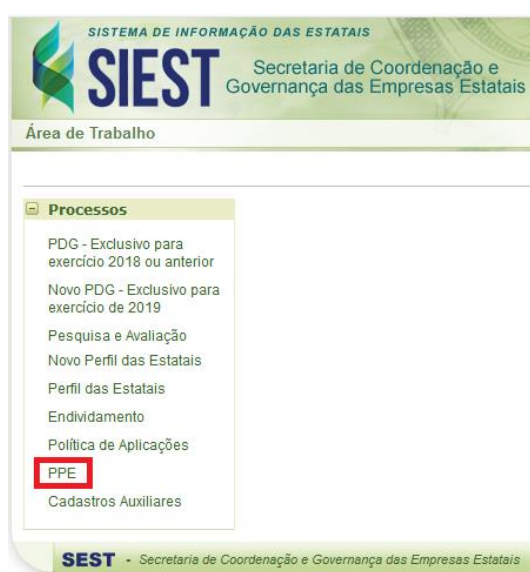 SISTEMA DE INFORMAÇÃO DAS ESTATAIS
SIEST
Secretaria de Coordenação e
Governança das Empresas Estatais
Área de Trabalho
Processos
PDG - Exclusivo para
exercício 2018 ou anterior
Novo PDG - Exclusivo para
exercício de 2019
Pesquisa e Avaliação
Novo Perfil das Estatais
Perfil das Estatais
Endividamento
Política de Aplicações
PPE
Cadastros Auxiliares
SEST - Secretaria de Coordenação e Governança das Empresas Estatais